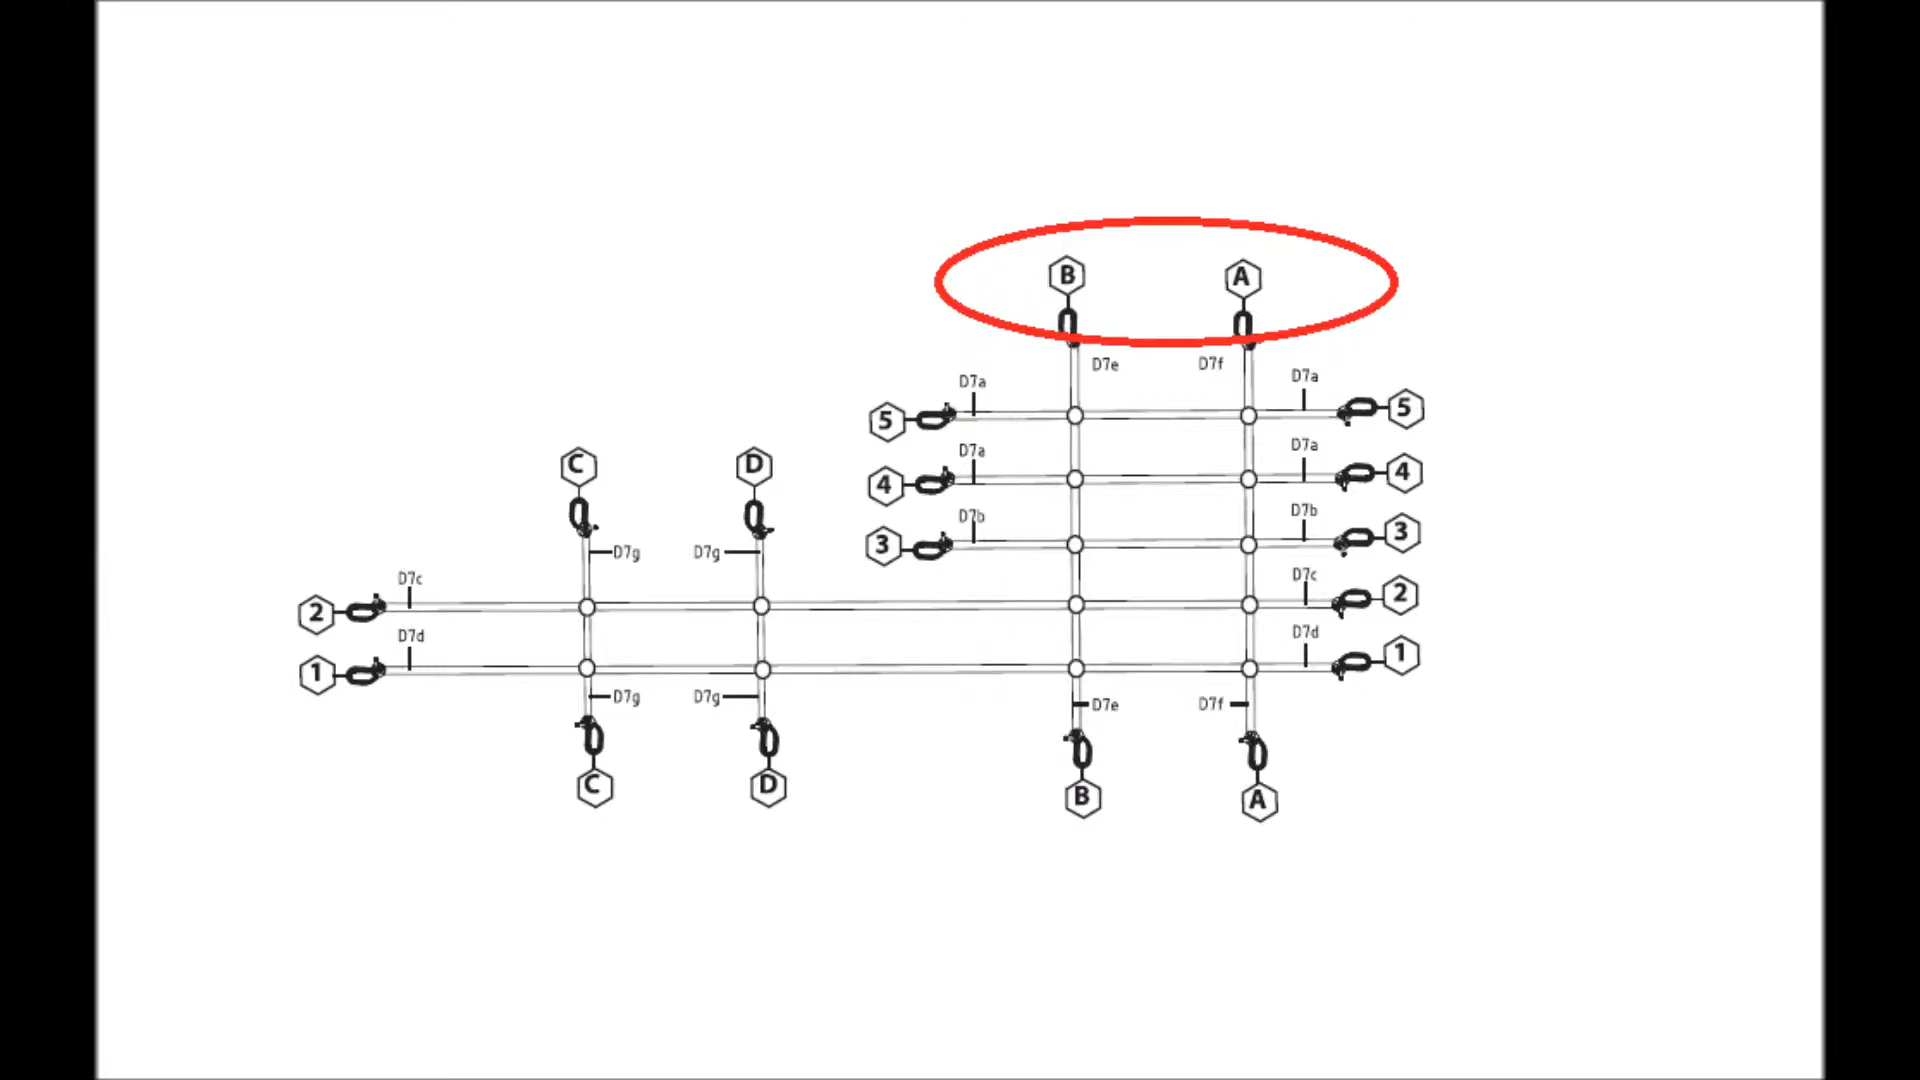 B A
D7e D7f
D7a D7a
5 5
D7a D7a
4 4
C D
D7b D7b
3 3
D7g D7g
D7c D7c
2 2
D7d D7d
1 1
D7g D7g D7e D7f
C D B A